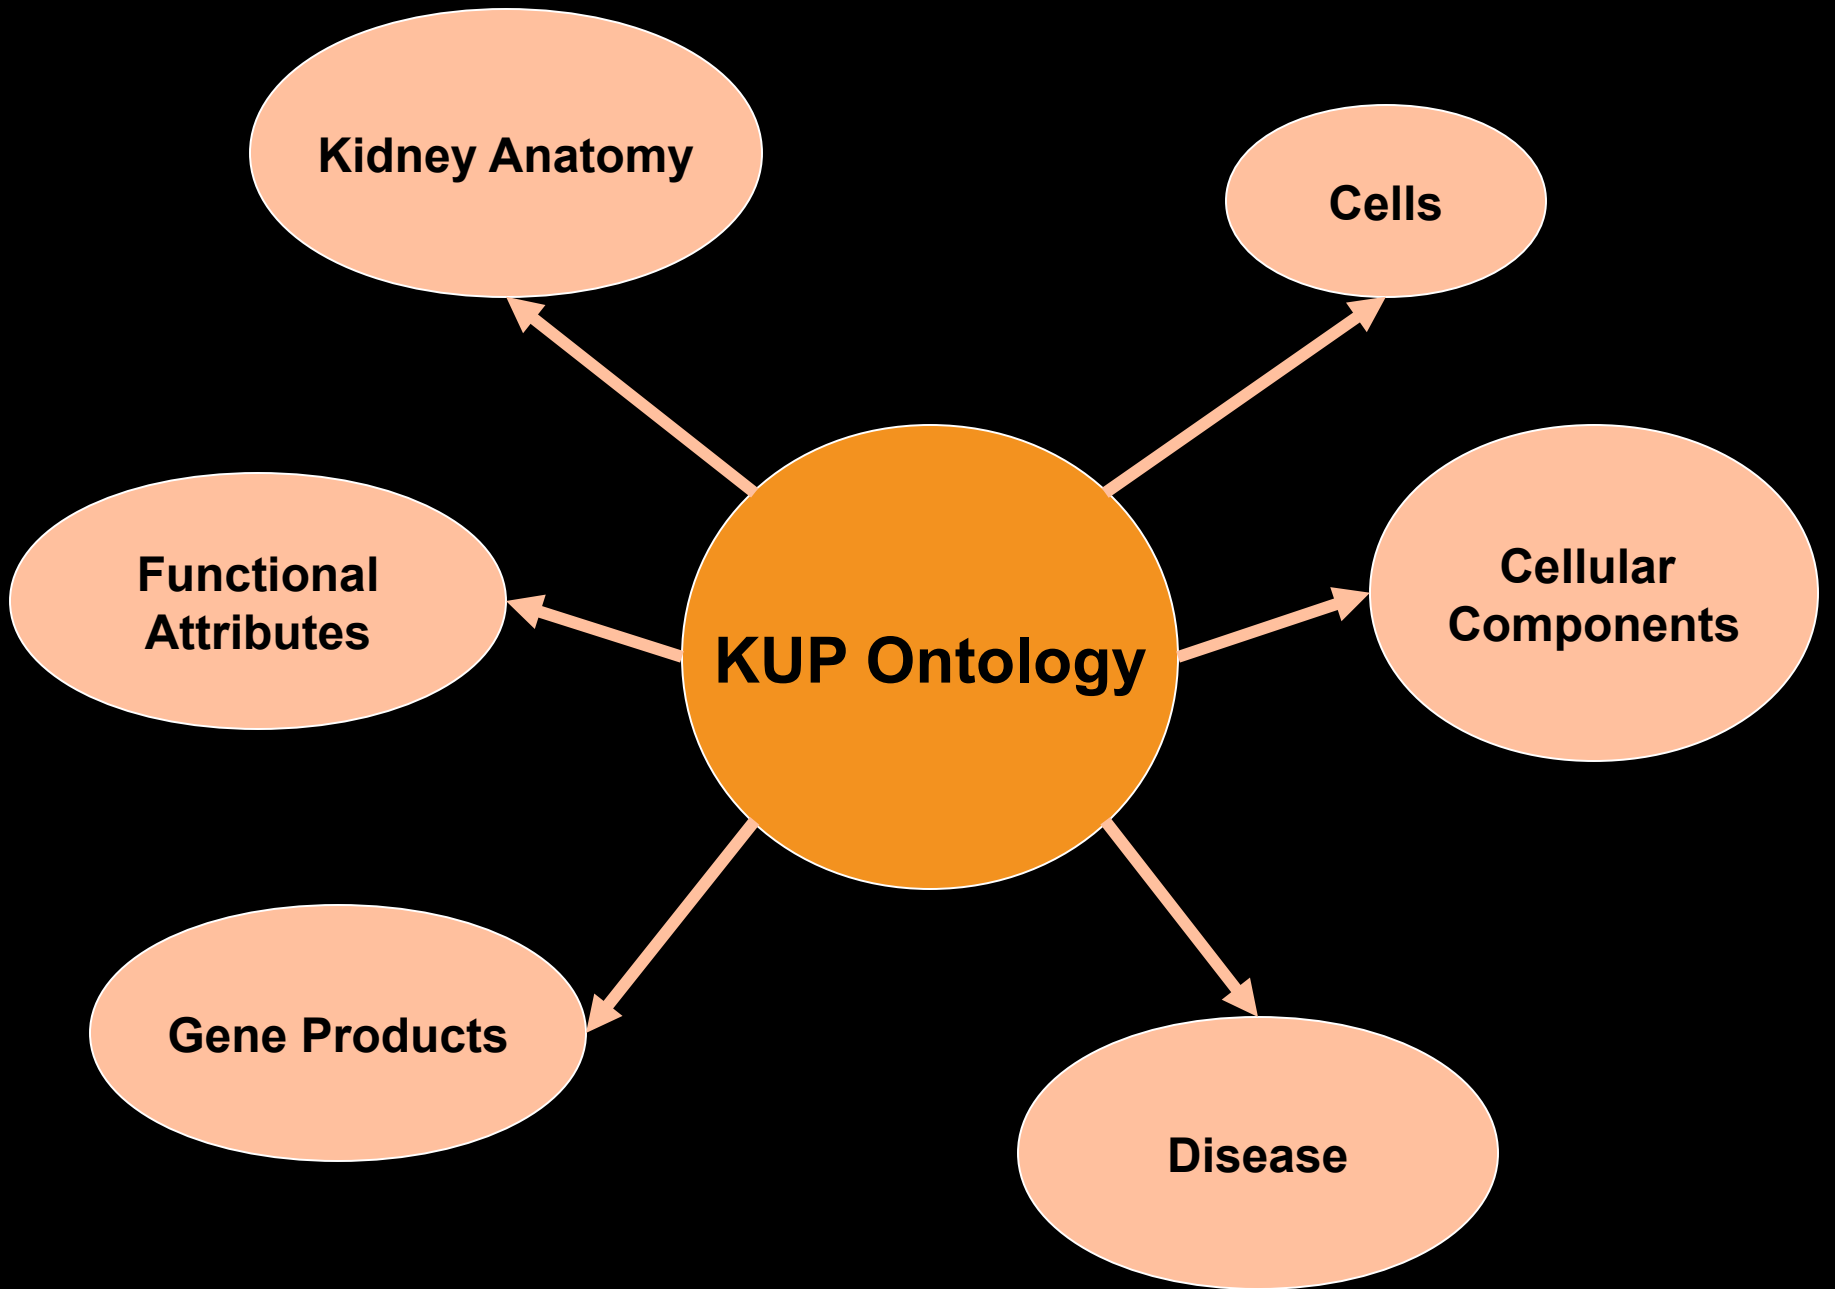 Kidney Anatomy
Cells
Functional
Attributes
KUP Ontology
Cellular
Components
Gene Products
Disease